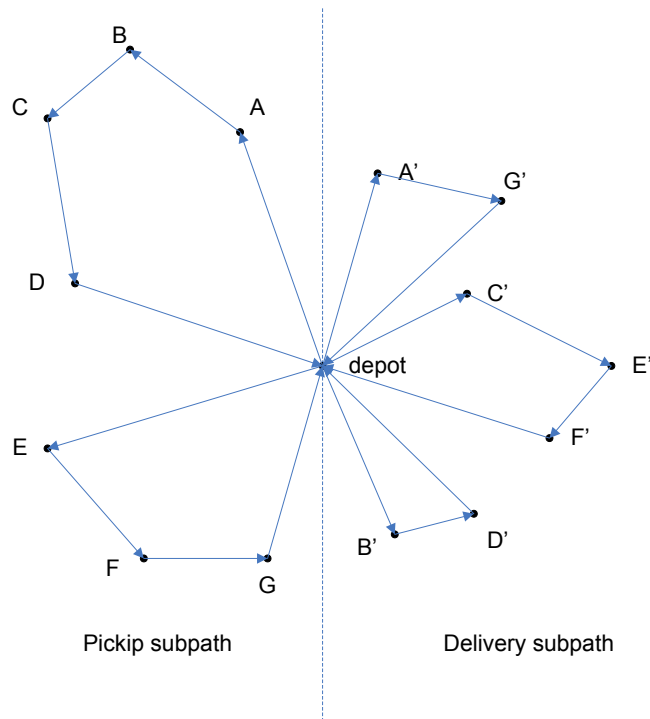 B
C
A
A’
G’
D
C’
depot
E’
E
F’
B’
D’
F
G
Pickip subpath
Delivery subpath